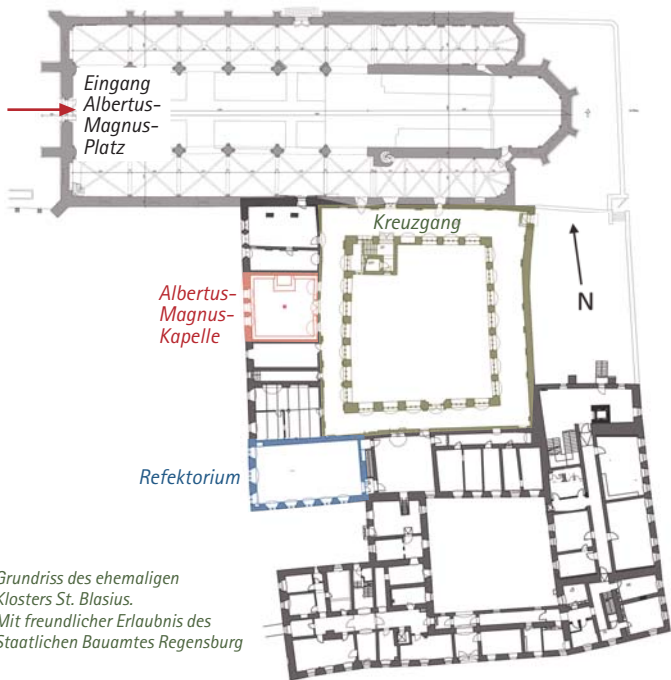 Eingang
Albertus-
Magnus-
Platz
Kreuzgang
Albertus-
Magnus-
Kapelle
N
Refektorium
Grundriss des ehemaligen
Klosters St. Blasius.
Mit freundlicher Erlaubnis des
Staatlichen Bauamtes Regensburg